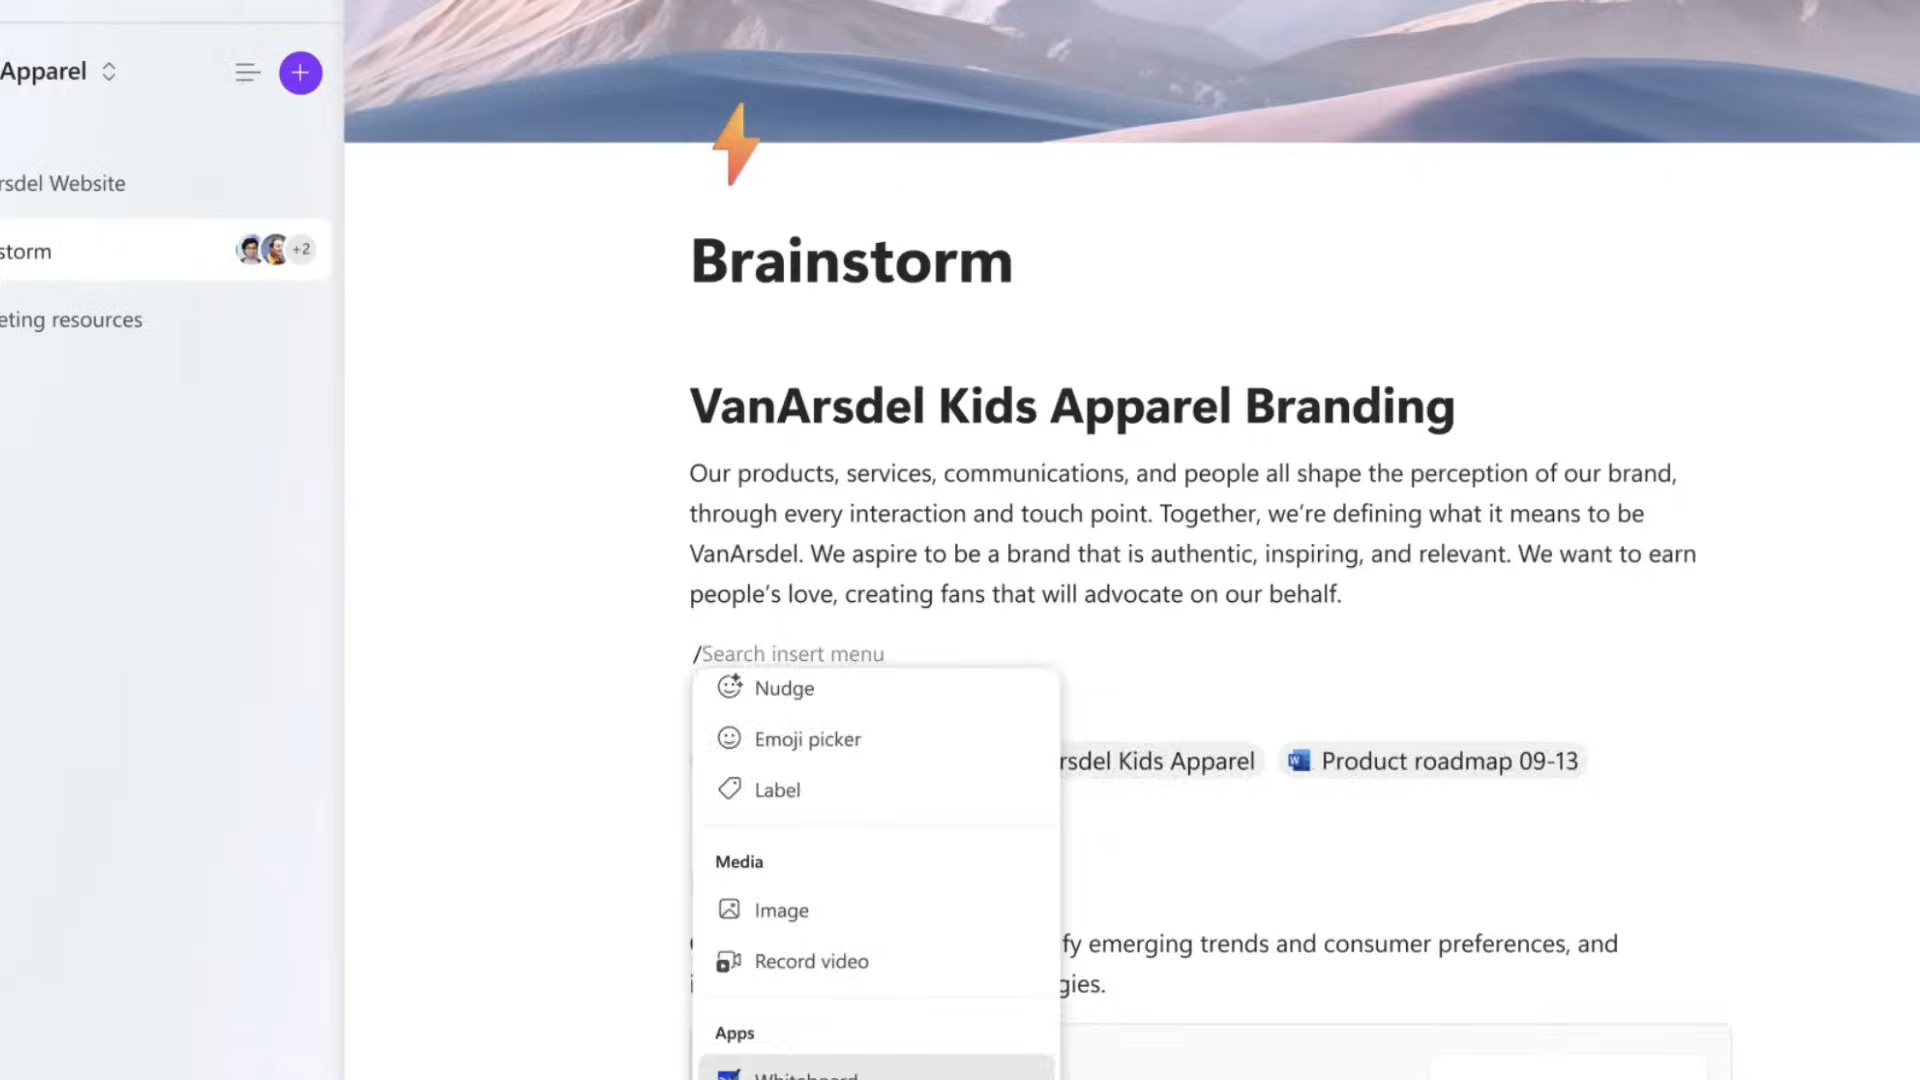 Apparel
rsdel Website
storm
+2
eting resources
Brainstorm
VanArsdel Kids Apparel Branding
Our products, services, communications, and people all shape the perception of our brand,
through every interaction and touch point. Together, we’re defining what it means to be
VanArsdel. We aspire to be a brand that is authentic, inspiring, and relevant. We want to earn
people’s love, creating fans that will advocate on our behalf.
/Search insert menu
Nudge
Emoji picker
Label
rsdel Kids Apparel
Product roadmap 09-13
Media
Image
Record video
fy emerging trends and consumer preferences, and
gies.
Apps
Whiteboard